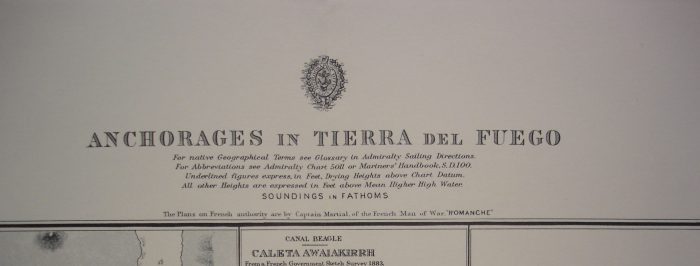 ANCHORAGES IN TIERRA DEL FUEGO
For native Geographical Terms see Glossary in Admiralty Sailing Directions.
For Abbreviations see Admiralty Chart 5011 or Mariners' Handbook, S.D.100.
Underlined figures express, in Feet, Drying Heights above Chart Datum.
All other Heights are expressed in Feet above Mean Higher High Water.
SOUNDINGS IN FATHOMS
The Plans on French authority are by Captain Martial, of the French Man of War, "ROMANCHE"
CANAL BEAGLE
CALETA AWAIAKIRRH
From a French Government Sketch Survey 1883.